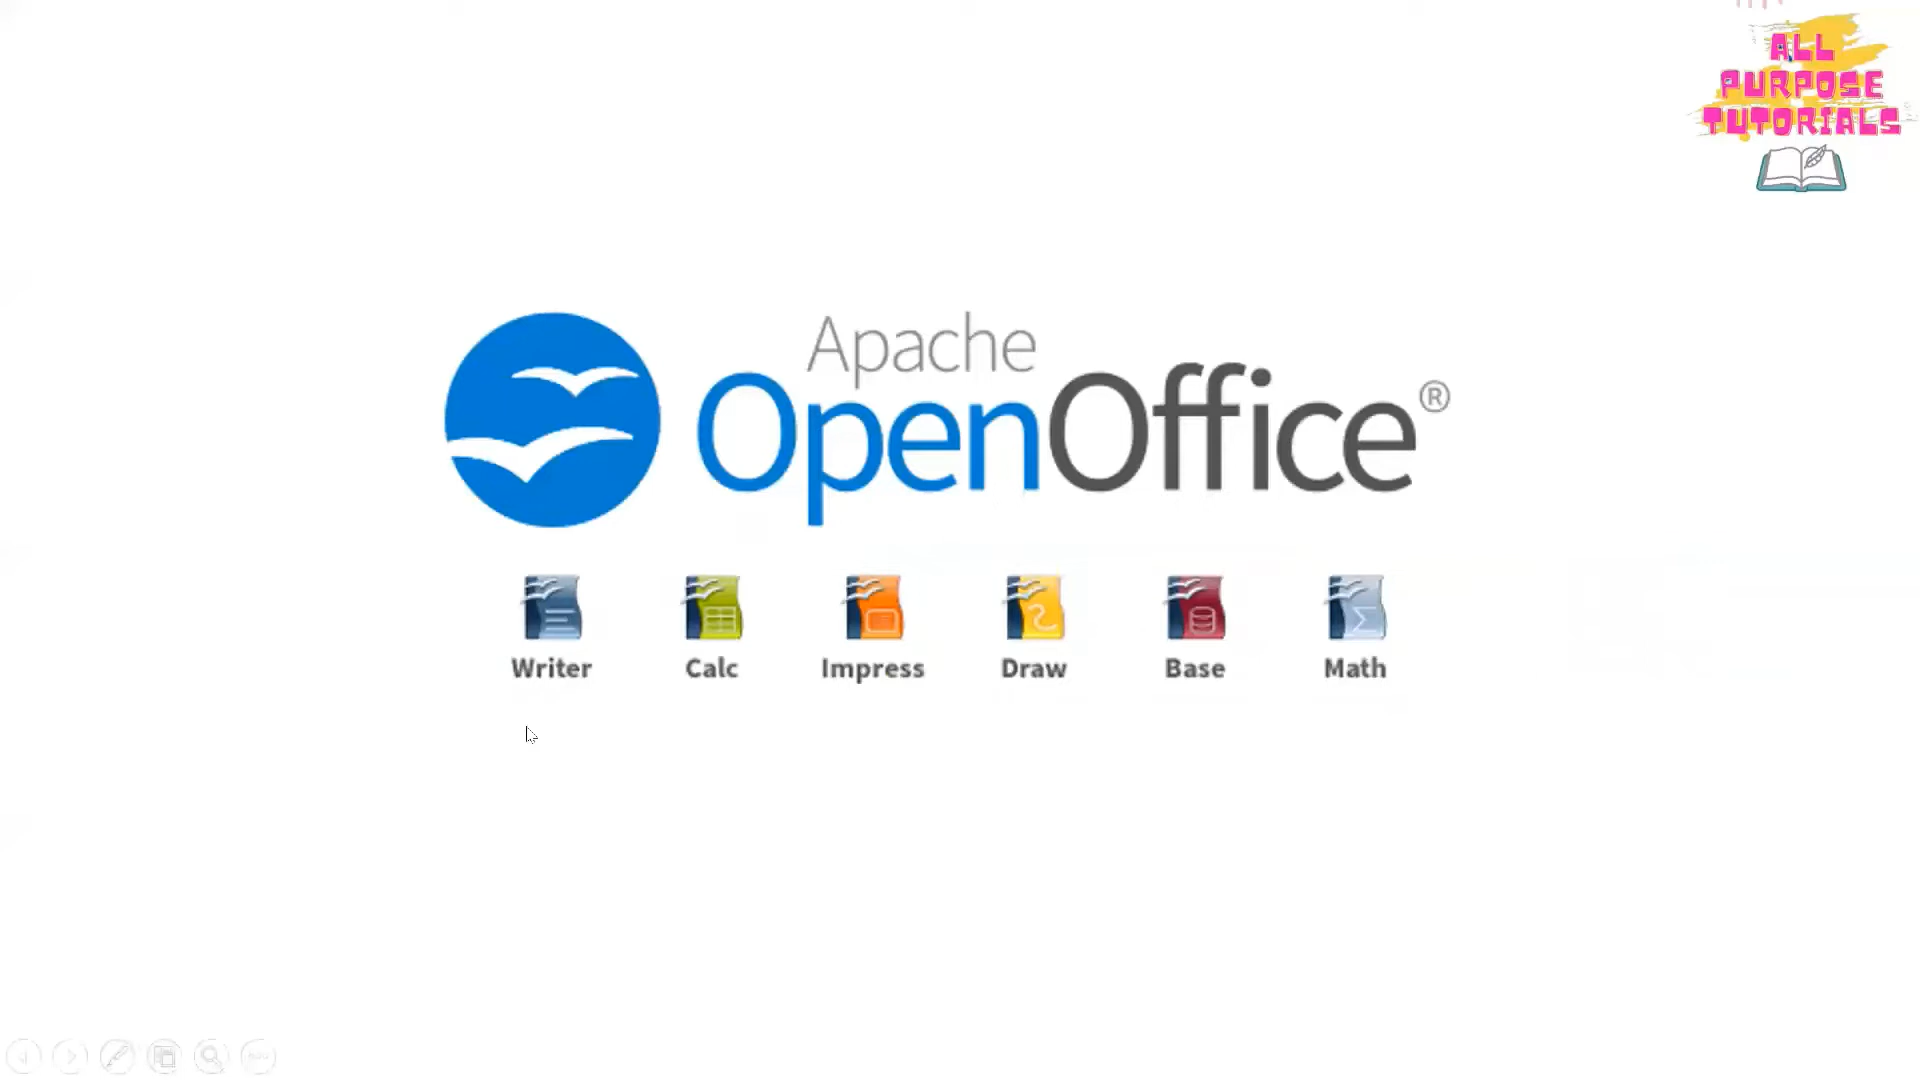 ALL
PURPOSE
TUTORIALS
Apache
OpenOffice®
Writer Calc Impress Draw Base Math